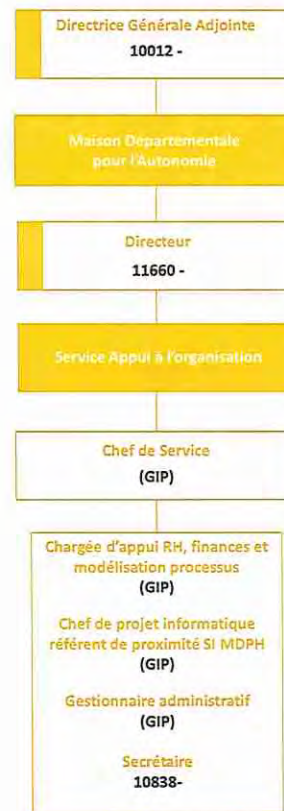 Directrice Générale Adjointe
10012 -
Maison Départementale
pour l'Autonomie
Directeur
11660 -
Service Appui à l'organisation
Chef de Service
(GIP)
Chargée d'appui RH, finances et
modélisation processus
(GIP)
Chef de projet informatique
référent de proximité SI MDPH
(GIP)
Gestionnaire administratif
(GIP)
Secrétaire
10838-